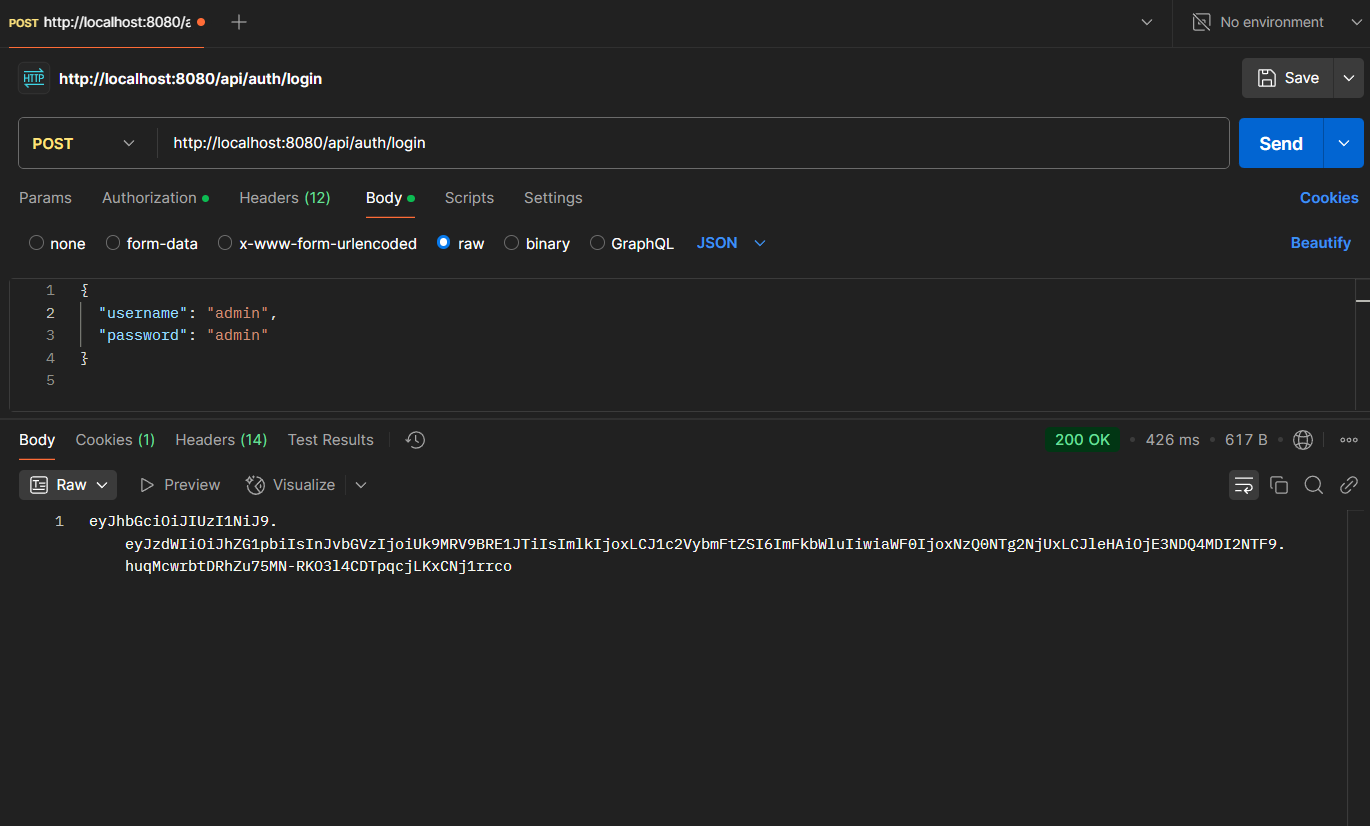 POST http://localhost:8080/a
No environment
HTTP http://localhost:8080/api/auth/login
Save
POST http://localhost:8080/api/auth/login
Send
Params Authorization Headers (12) Body Scripts Settings Cookies
none form-data x-www-form-urlencoded raw binary GraphQL JSON Beautify
1 {
2 "username": "admin",
3 "password": "admin"
4 }
5
Body Cookies (1) Headers (14) Test Results 200 OK • 426 ms • 617 B •
Raw Preview Visualize
1 eyJhbGciOiJIUzI1NiJ9.
eyJzdWIiOiJhZG1pbiIsInJvbGVzIjoiUk9MRV9BRE1JTiIsImlkIjoxLCJ1c2VybmFtZSI6ImFkbWluIiwiaWF0IjoxNzQ0NTg2NjUxLCJleHAiOjE3NDQ4MDI2NTF9.
huqMcwrbtDRhZu75MN-RKO3l4CDTpqcjLKxCNj1rrco